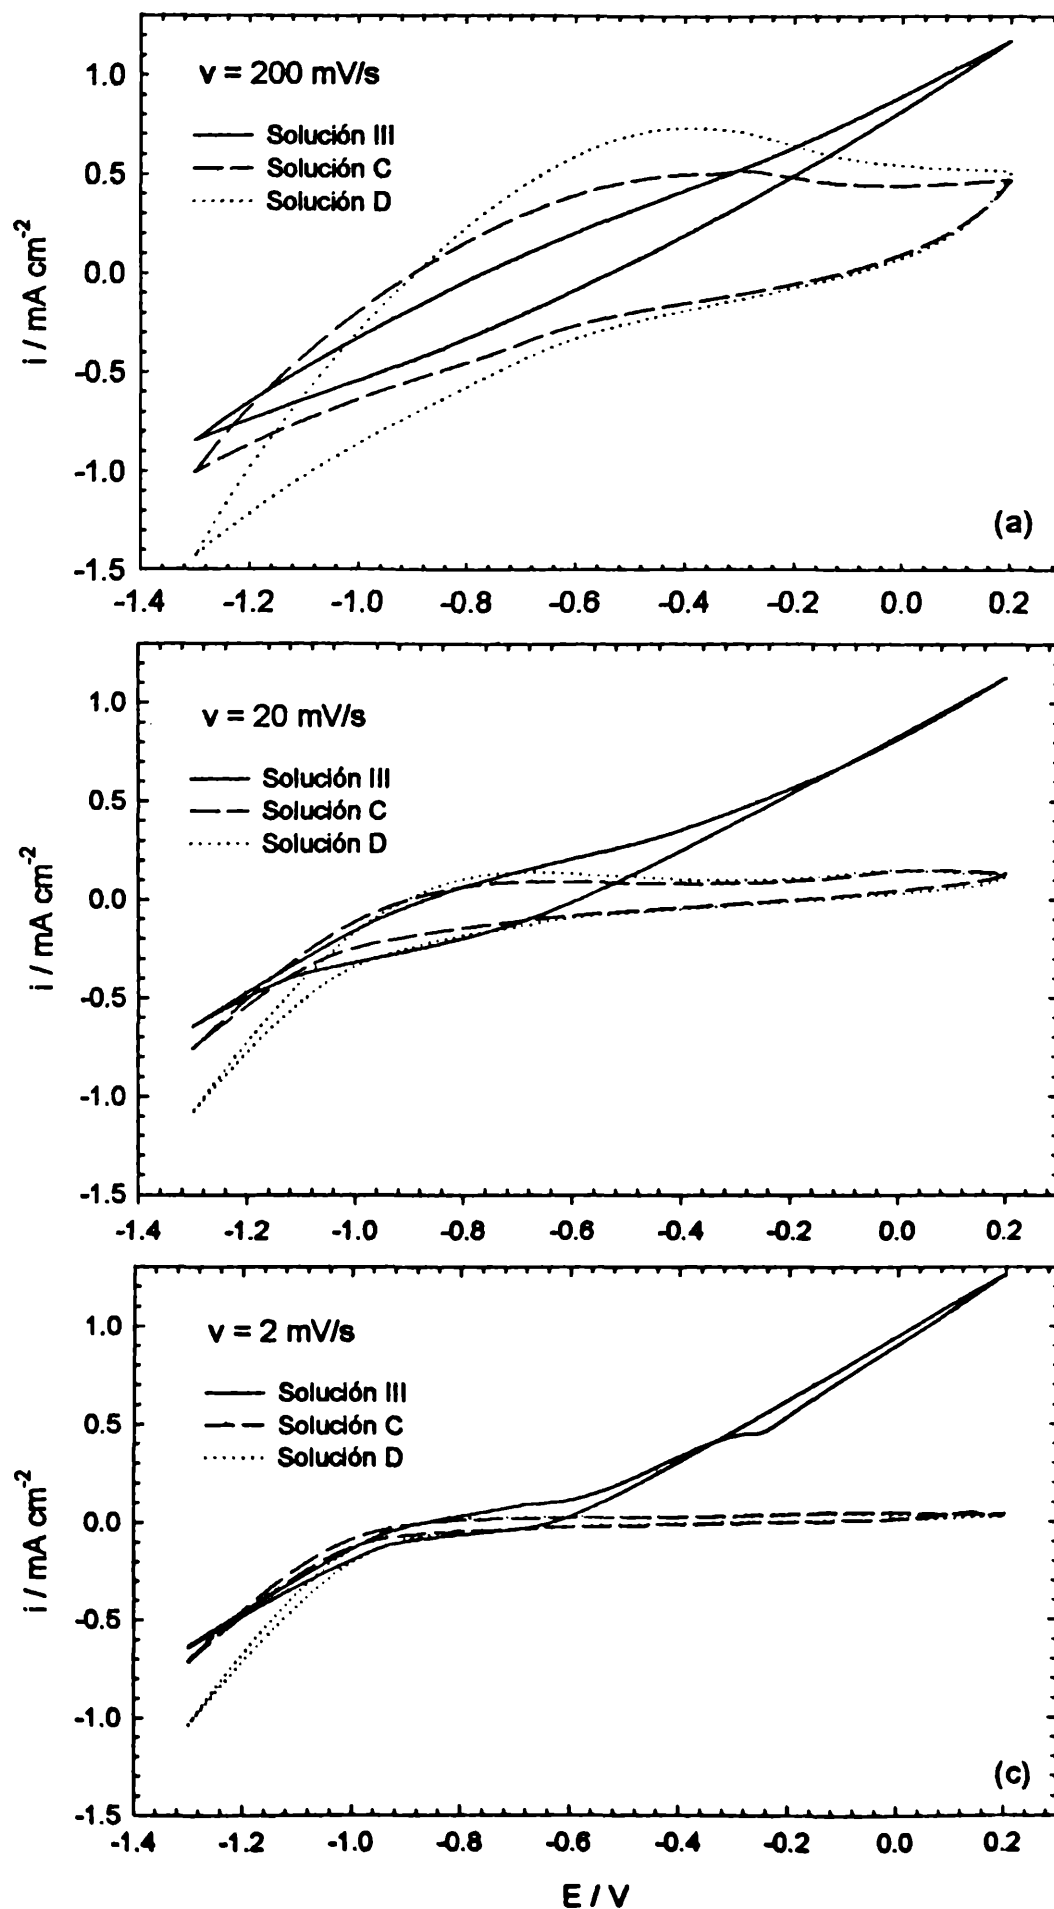 v = 200 mV/s
Solución III
Solución C
Solución D
1.0
0.5
0.0
-0.5
-1.0
-1.5
i / mA cm-2
(a)
-1.4 -1.2 -1.0 -0.8 -0.6 -0.4 -0.2 0.0 0.2
v = 20 mV/s
Solución III
Solución C
Solución D
1.0
0.5
0.0
-0.5
-1.0
-1.5
i / mA cm-2
-1.4 -1.2 -1.0 -0.8 -0.6 -0.4 -0.2 0.0 0.2
v = 2 mV/s
Solución III
Solución C
Solución D
1.0
0.5
0.0
-0.5
-1.0
-1.5
i / mA cm-2
(c)
-1.4 -1.2 -1.0 -0.8 -0.6 -0.4 -0.2 0.0 0.2
E / V